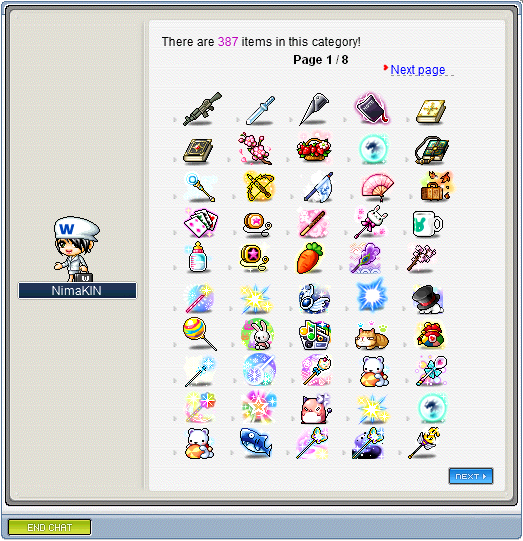 There are 387 items in this category!
Page 1 / 8
Next page
W
NimaKIN
NEXT
END CHAT